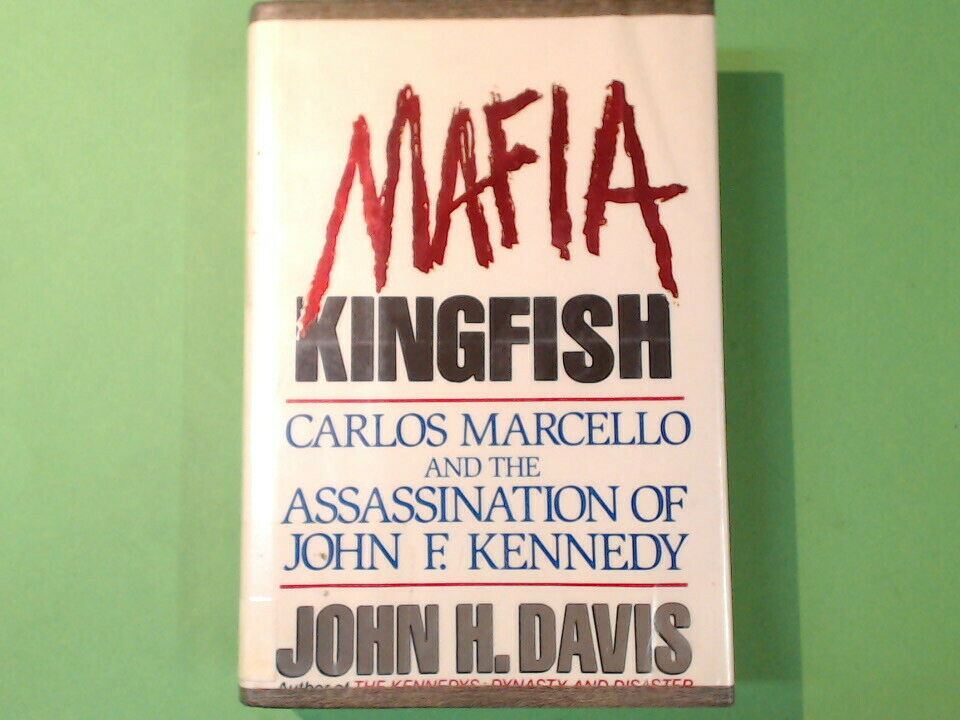 MAFIA
KINGFISH
CARLOS MARCELLO
AND THE
ASSASSINATION OF
JOHN F. KENNEDY
JOHN H. DAVIS
Author of THE KENNEDYS: DYNASTY AND DISASTER